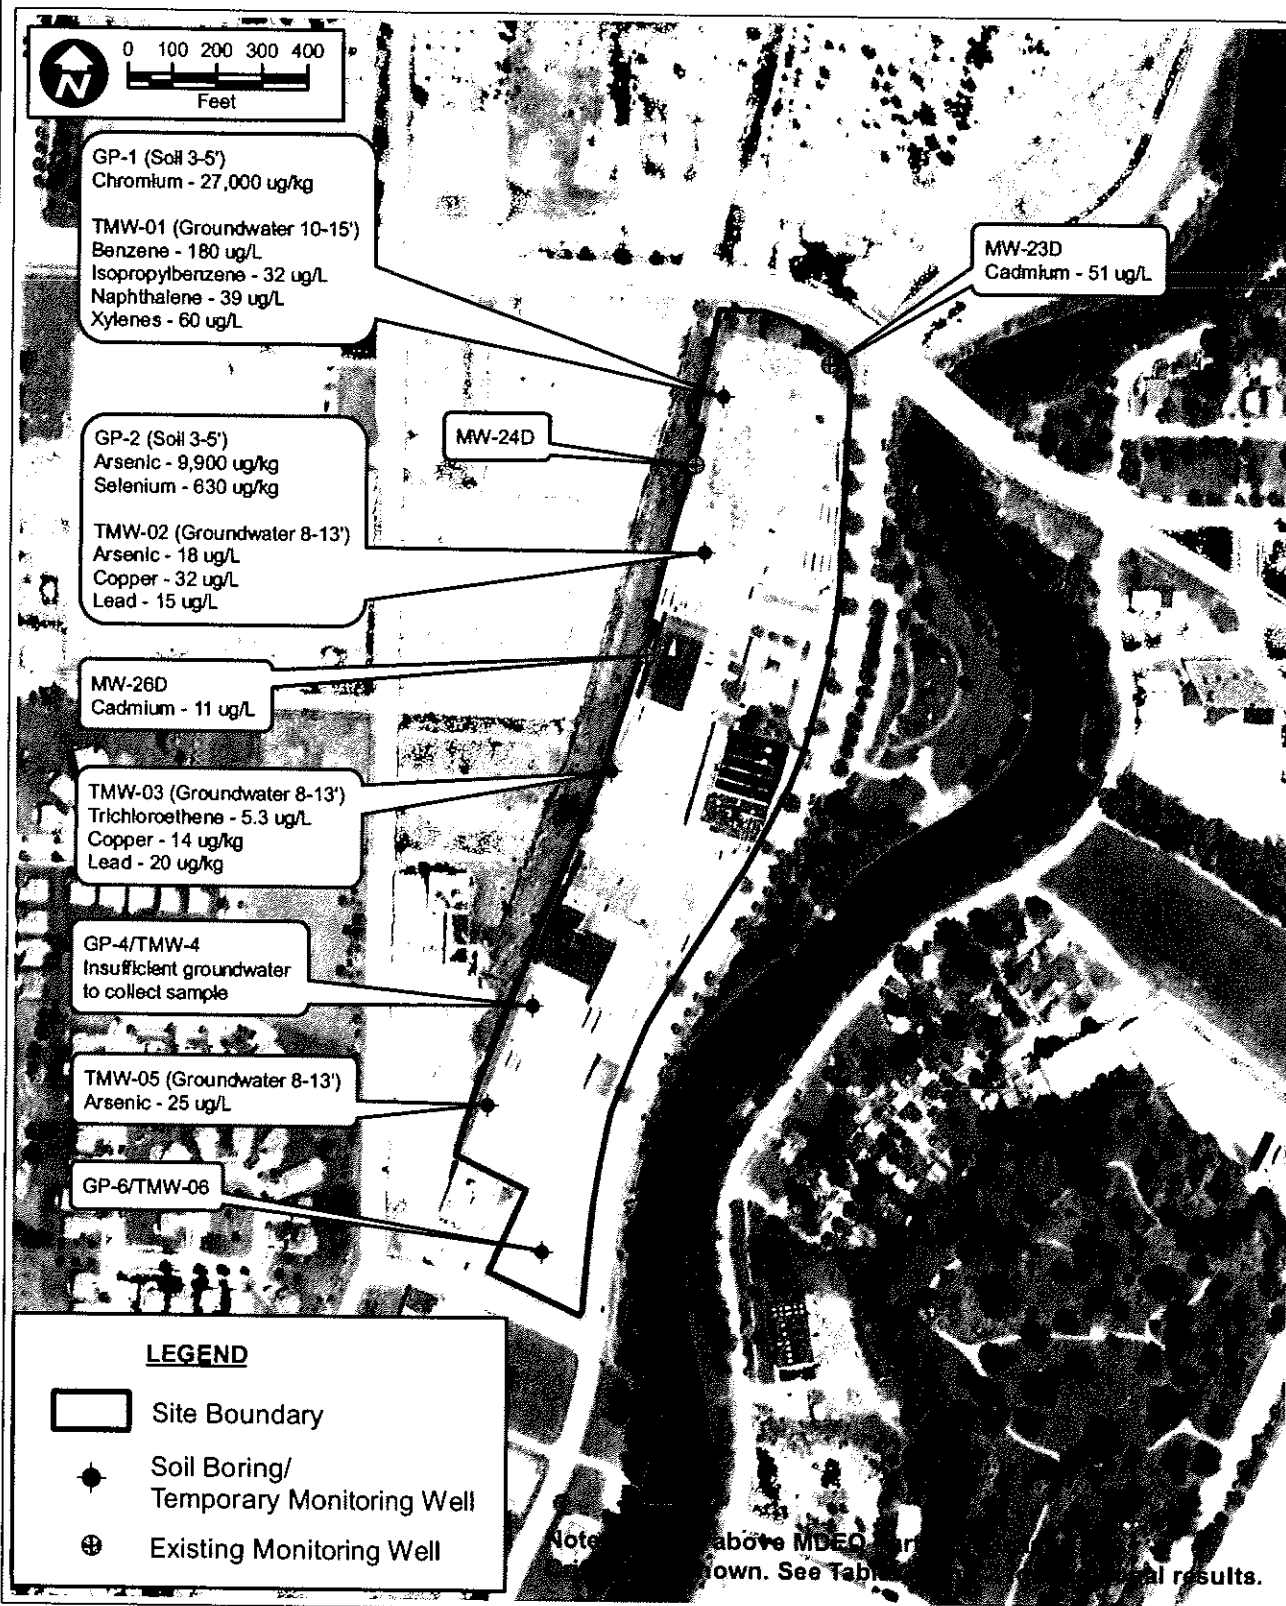 N
0 100 200 300 400
Feet
GP-1 (Soil 3-5')
Chromium - 27,000 ug/kg
TMW-01 (Groundwater 10-15')
Benzene - 180 ug/L
Isopropylbenzene - 32 ug/L
Naphthalene - 39 ug/L
Xylenes - 60 ug/L
MW-23D
Cadmium - 51 ug/L
GP-2 (Soil 3-5')
Arsenic - 9,900 ug/kg
Selenium - 630 ug/kg
TMW-02 (Groundwater 8-13')
Arsenic - 18 ug/L
Copper - 32 ug/L
Lead - 15 ug/L
MW-24D
MW-26D
Cadmium - 11 ug/L
TMW-03 (Groundwater 8-13')
Trichloroethene - 5.3 ug/L
Copper - 14 ug/kg
Lead - 20 ug/kg
GP-4/TMW-4
Insufficient groundwater
to collect sample
TMW-05 (Groundwater 8-13')
Arsenic - 25 ug/L
GP-6/TMW-06
LEGEND
Site Boundary
Soil Boring/
Temporary Monitoring Well
Existing Monitoring Well
Note above MDEQ
See results.